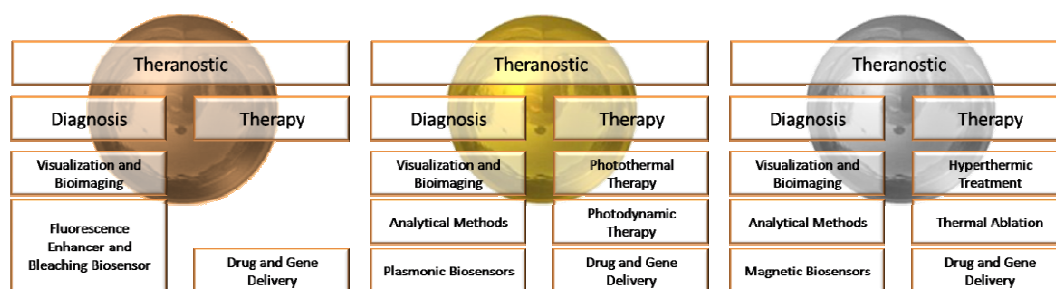 Theranostic
Diagnosis
Therapy
Visualization and
Bioimaging
Fluorescence
Enhancer and
Bleaching Biosensor
Drug and Gene
Delivery
Theranostic
Diagnosis
Therapy
Visualization and
Bioimaging
Photothermal
Therapy
Analytical Methods
Photodynamic
Therapy
Plasmonic Biosensors
Drug and Gene
Delivery
Theranostic
Diagnosis
Therapy
Visualization and
Bioimaging
Hyperthermic
Treatment
Analytical Methods
Thermal Ablation
Magnetic Biosensors
Drug and Gene
Delivery